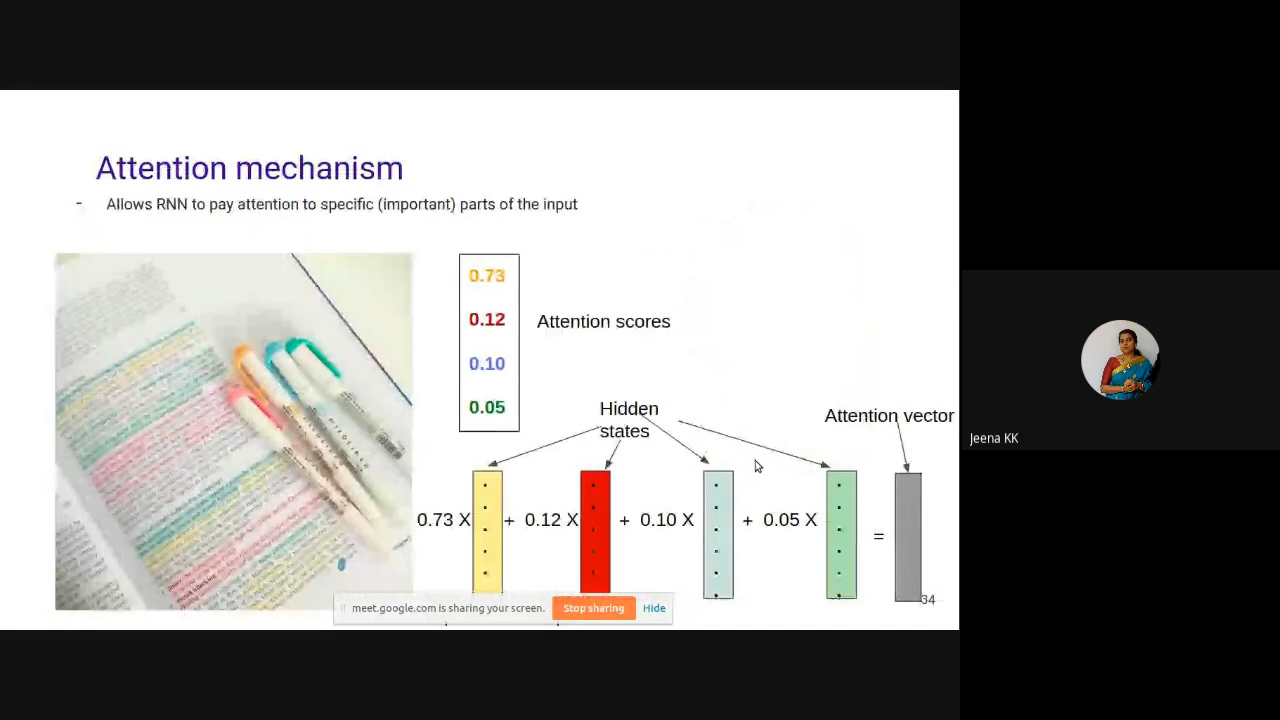 Attention mechanism
- Allows RNN to pay attention to specific (important) parts of the input
0.73
0.12
Attention scores
0.10
0.05
Hidden
states
Attention vector
0.73 X + 0.12 X + 0.10 X + 0.05 X =
34
meet.google.com is sharing your screen. Stop sharing Hide
Jeena KK